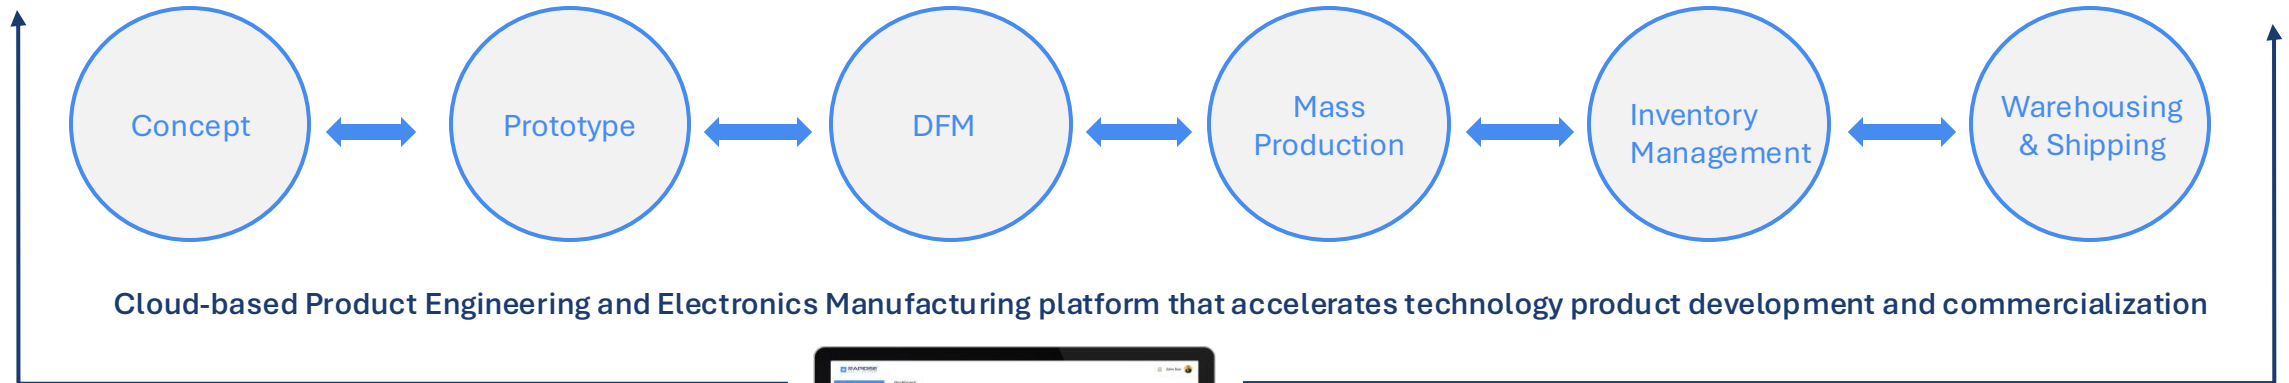 Concept
Prototype
DFM
Mass
Production
Inventory
Management
Warehousing
& Shipping
Cloud-based Product Engineering and Electronics Manufacturing platform that accelerates technology product development and commercialization
RAPIDISE